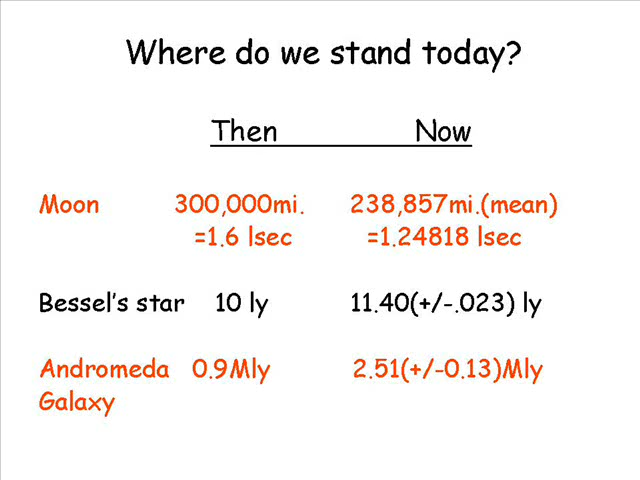 Where do we stand today?
Then Now
Moon 300,000mi. 238,857mi.(mean)
=1.6 lsec =1.24818 lsec
Bessel's star 10 ly 11.40(+/-.023) ly
Andromeda 0.9Mly 2.51(+/-0.13)Mly
Galaxy